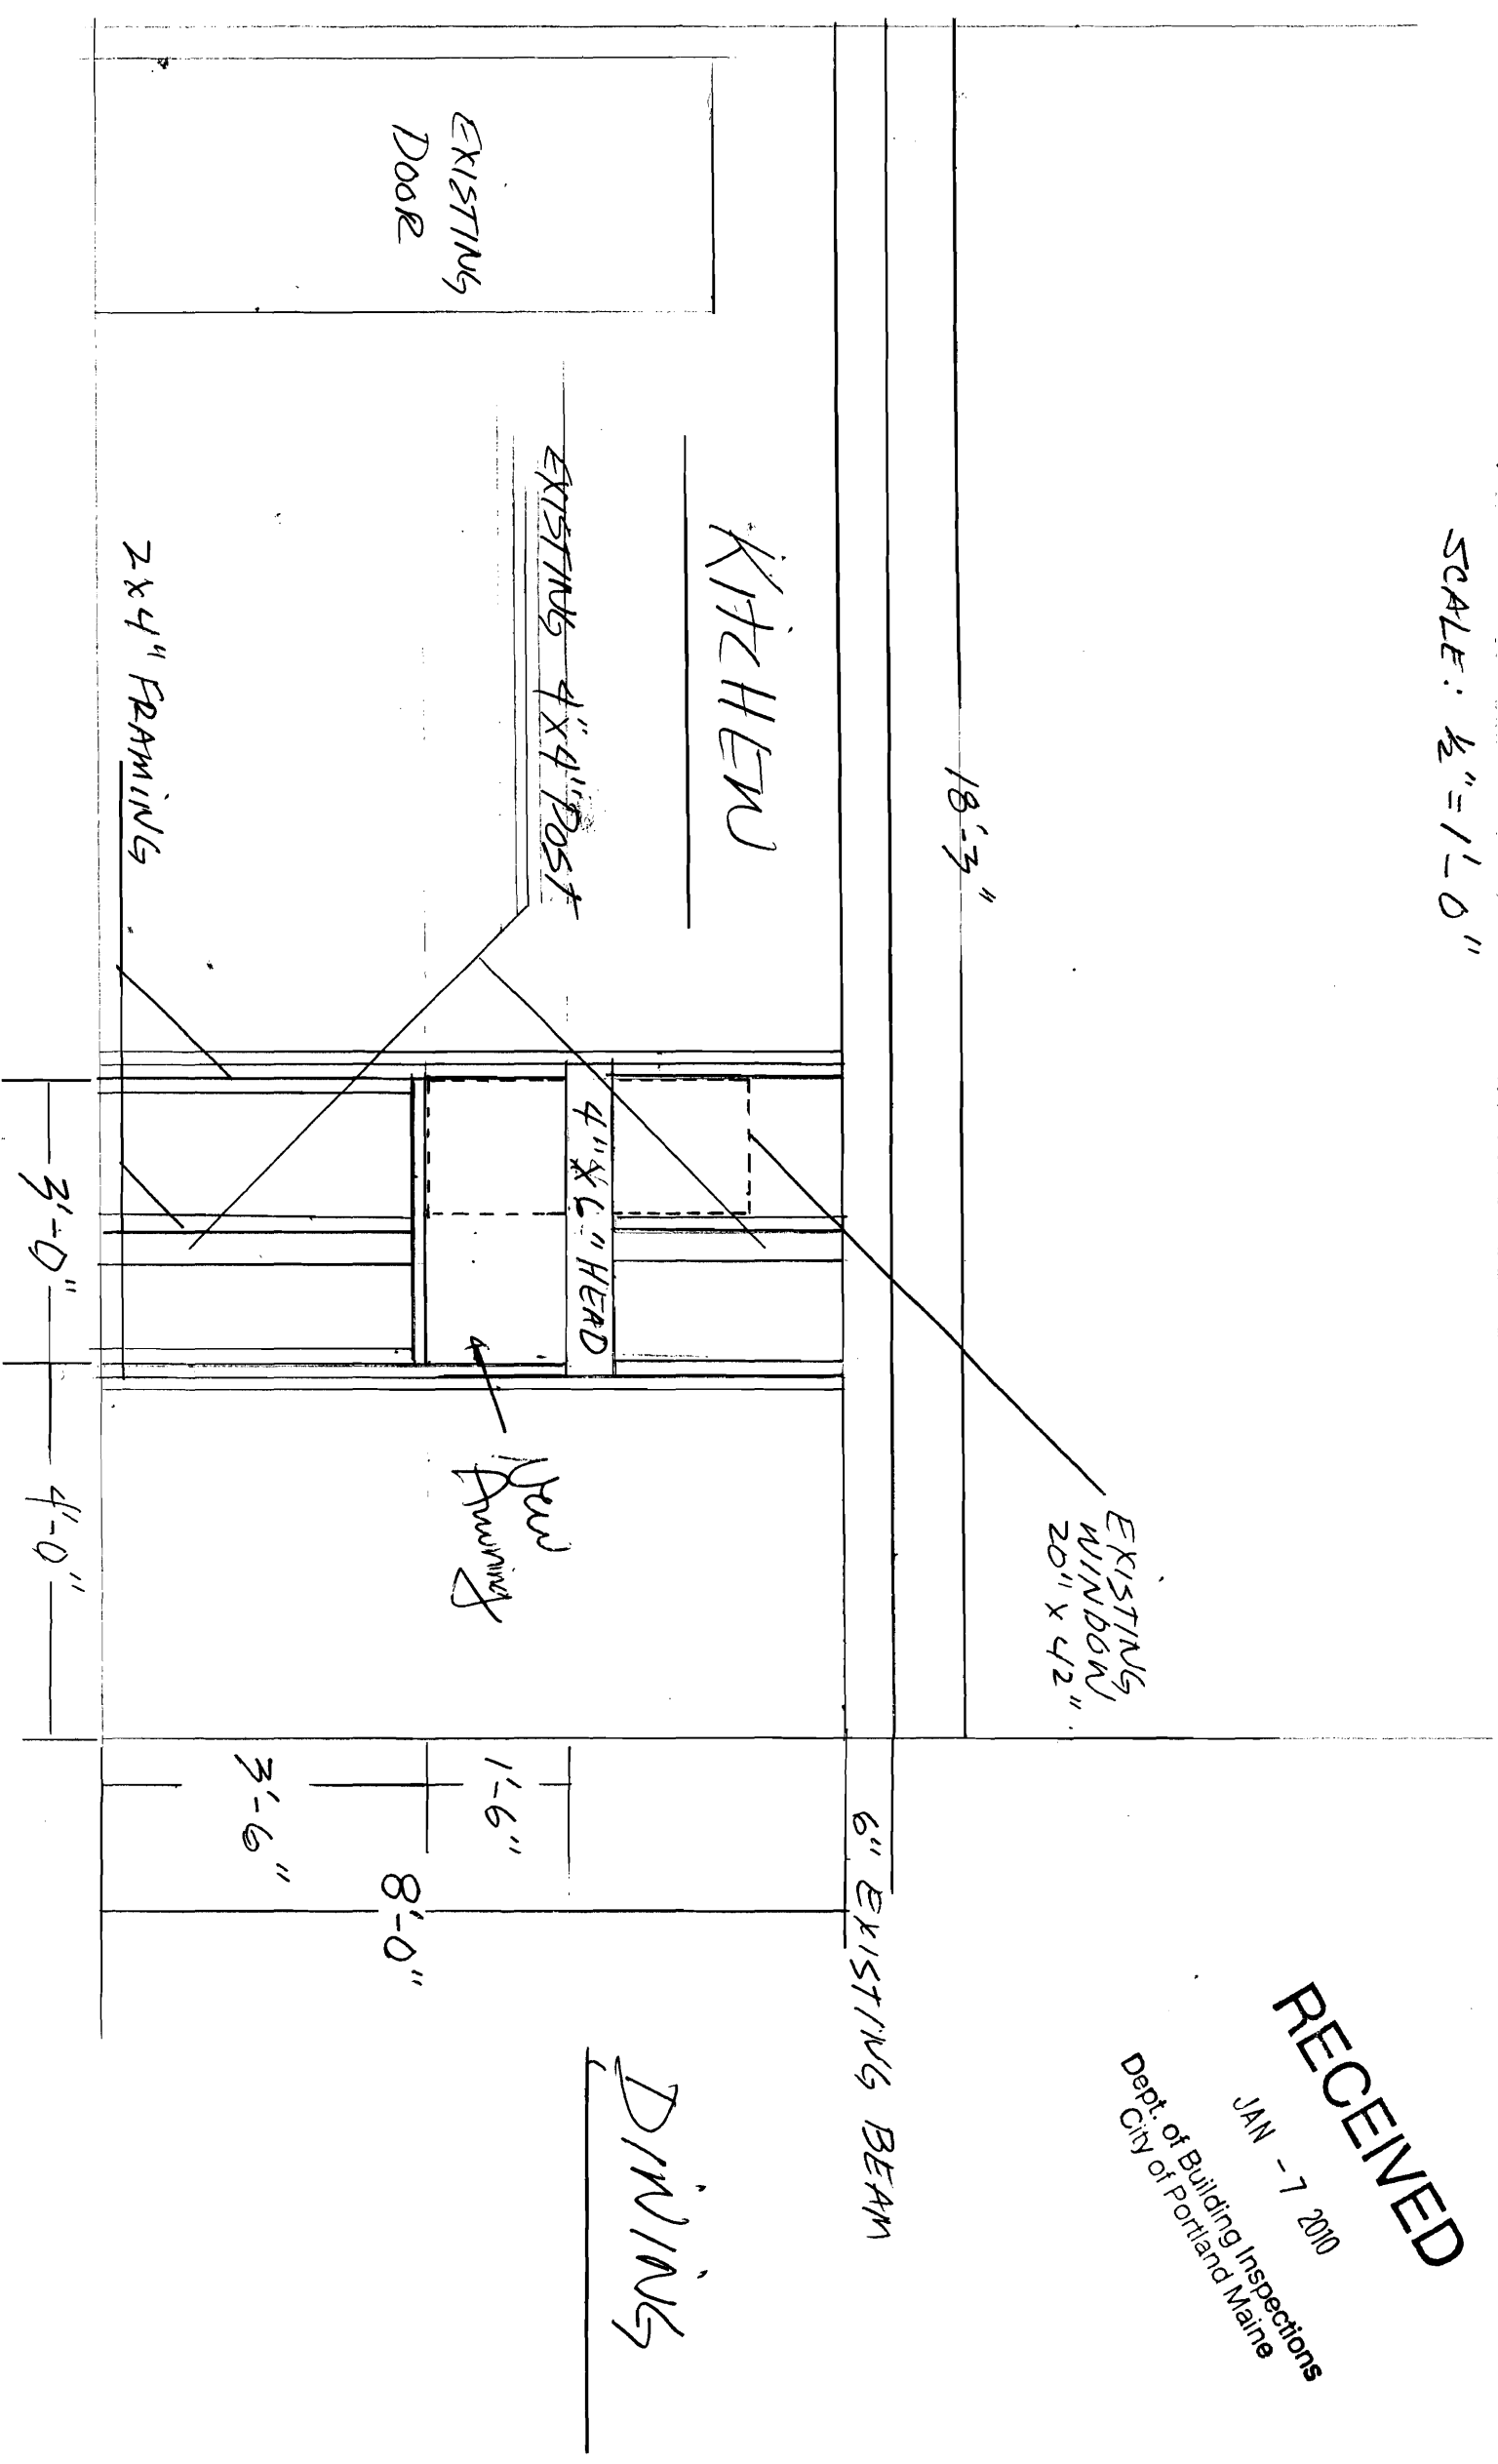 SCALE: ½" = 1'-0"
RECEIVED
JAN -7 2010
Dept. of Building Inspections
City of Portland Maine
EXISTING
WINDOW
20" x 42"
18'-3"
6" EXISTING BEAM
KitCHEN
DiNiNG
EXISTING 4"X4" POST
EXISTING
DOOR
4"X6" HEAD
New
1'-6"
8'-0"
3'-6"
2x4" FRAMiNG
3'-0"
4'-0"